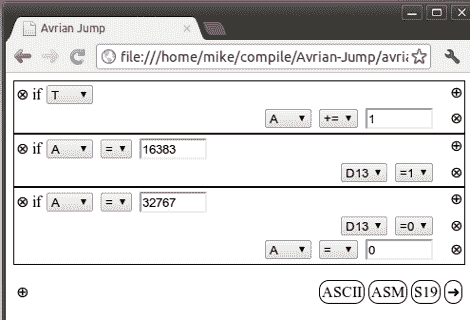 Avrian Jump
file:///home/mike/compile/Avrian-Jump/avria
if T
A += 1
if A = 16383
D13 =1
if A = 32767
D13 =0
A = 0
ASCII ASM S19